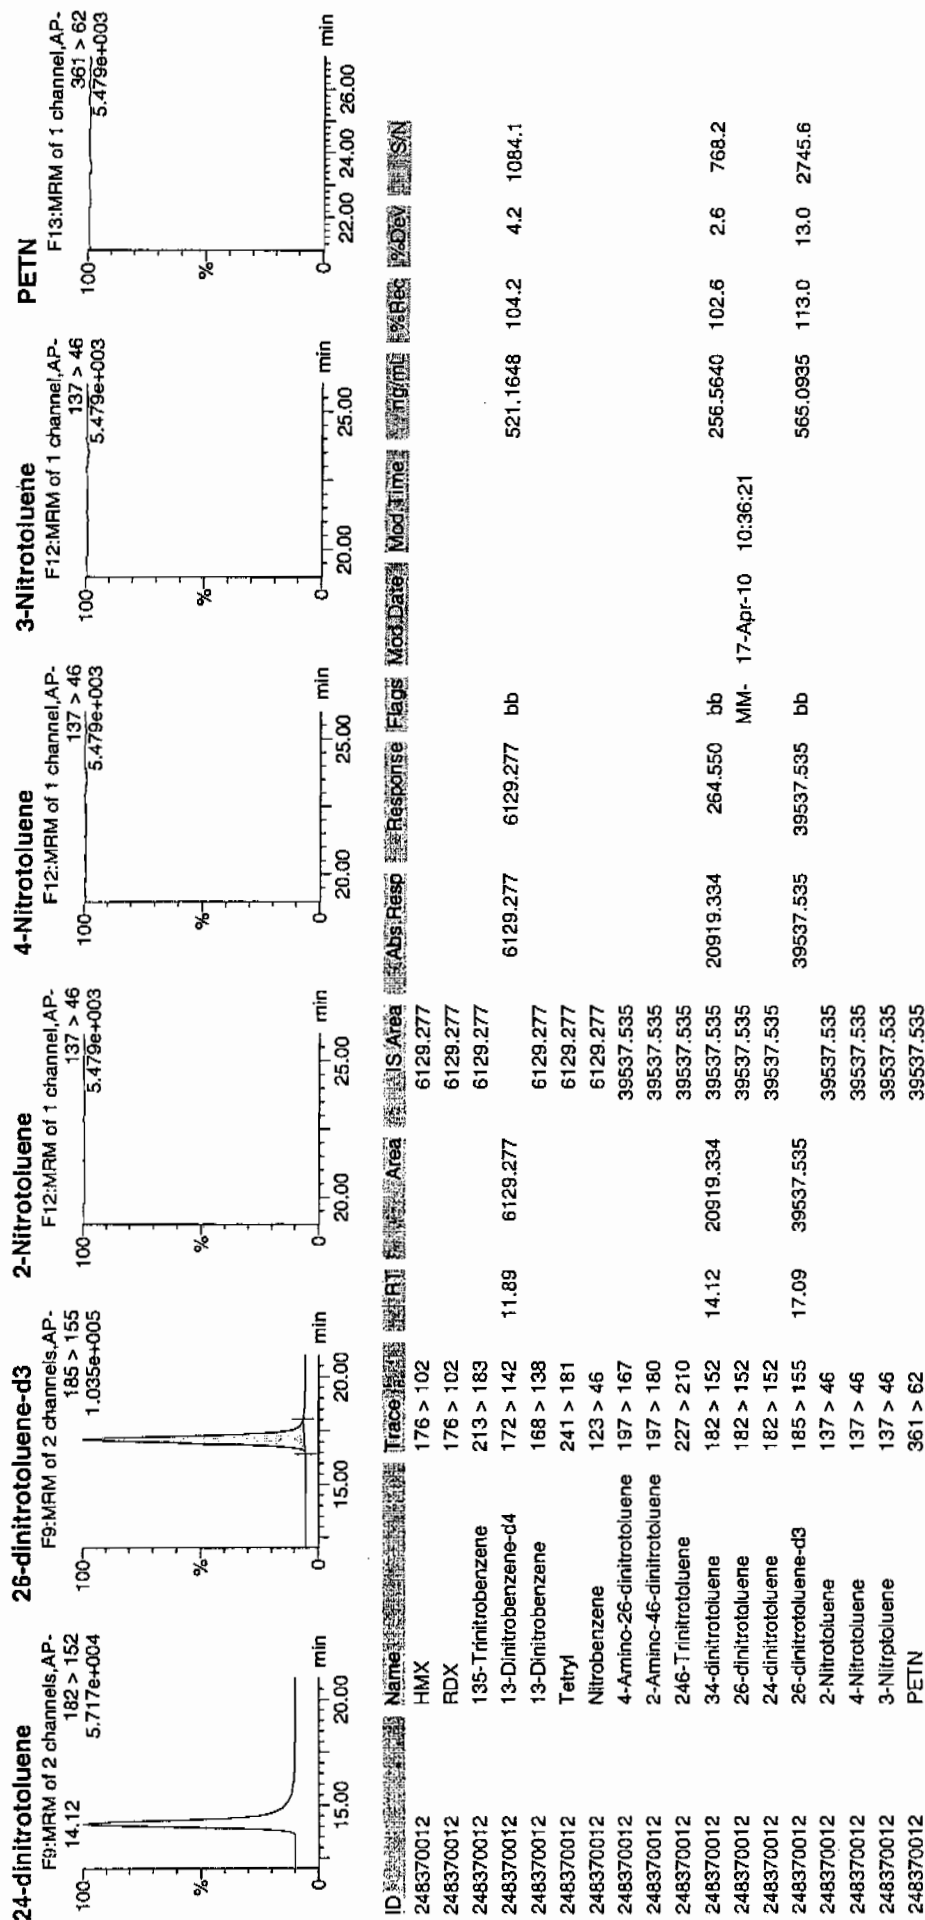 24-dinitrotoluene
F9:MRM of 2 channels,AP-
14.12 182 > 152
5.717e+004
100
%
0
15.00 20.00 min
26-dinitrotoluene-d3
F9:MRM of 2 channels,AP-
185 > 155
1.035e+005
100
%
0
15.00 20.00 min
2-Nitrotoluene
F12:MRM of 1 channel,AP-
137 > 46
5.479e+003
100
%
0
20.00 25.00 min
4-Nitrotoluene
F12:MRM of 1 channel,AP-
137 > 46
5.479e+003
100
%
0
20.00 25.00 min
3-Nitrotoluene
F12:MRM of 1 channel,AP-
137 > 46
5.479e+003
100
%
0
20.00 25.00 min
PETN
F13:MRM of 1 channel,AP-
361 > 62
5.479e+003
100
%
0
22.00 24.00 26.00 min
ID Name Trace RT Area IS Area Abs.Resp Response Flags Mod.Date Mod.Time ng/mL %Rec %Dev S/N
248370012 HMX 176 > 102 6129.277
248370012 RDX 176 > 102 6129.277
248370012 135-Trinitrobenzene 213 > 183 6129.277
248370012 13-Dinitrobenzene-d4 172 > 142 11.89 6129.277 6129.277 6129.277 bb 521.1648 104.2 4.2 1084.1
248370012 13-Dinitrobenzene 168 > 138 6129.277
248370012 Tetryl 241 > 181 6129.277
248370012 Nitrobenzene 123 > 46 6129.277
248370012 4-Amino-26-dinitrotoluene 197 > 167 39537.535
248370012 2-Amino-46-dinitrotoluene 197 > 180 39537.535
248370012 246-Trinitrotoluene 227 > 210 39537.535
248370012 34-dinitrotoluene 182 > 152 14.12 20919.334 39537.535 20919.334 264.550 bb 256.5640 102.6 2.6 768.2
248370012 26-dinitrotoluene 182 > 152 39537.535 MM- 17-Apr-10 10:36:21
248370012 24-dinitrotoluene 182 > 152 39537.535
248370012 26-dinitrotoluene-d3 185 > 155 17.09 39537.535 39537.535 39537.535 bb 565.0935 113.0 13.0 2745.6
248370012 2-Nitrotoluene 137 > 46 39537.535
248370012 4-Nitrotoluene 137 > 46 39537.535
248370012 3-Nitrotoluene 137 > 46 39537.535
248370012 PETN 361 > 62 39537.535